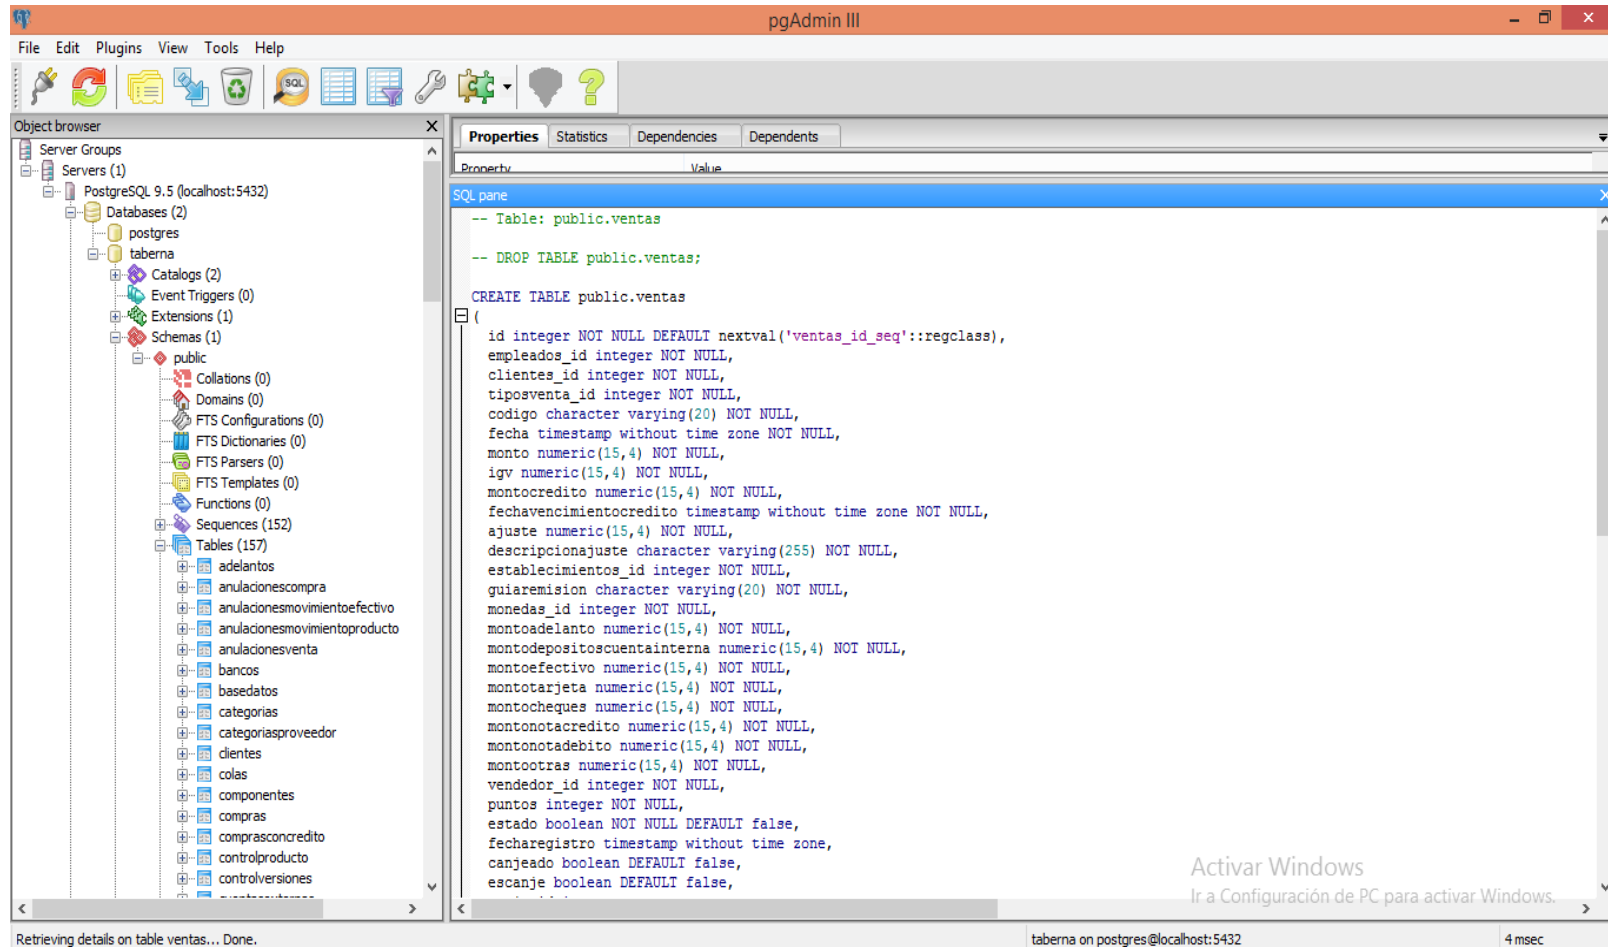 pgAdmin III
File Edit Plugins View Tools Help
SQL
Object browser
Server Groups
Servers (1)
PostgreSQL 9.5 (localhost:5432)
Databases (2)
postgres
taberna
Catalogs (2)
Event Triggers (0)
Extensions (1)
Schemas (1)
public
Collations (0)
Domains (0)
FTS Configurations (0)
FTS Dictionaries (0)
FTS Parsers (0)
FTS Templates (0)
Functions (0)
Sequences (152)
Tables (157)
adelantos
anulacionescompra
anulacionesmovimientoefectivo
anulacionesmovimientoproducto
anulacionesventa
bancos
basedatos
categorias
categoriasproveedor
clientes
colas
componentes
compras
comprasconcredito
controlproducto
controlversiones
Properties Statistics Dependencies Dependents
Property Value
SQL pane
-- Table: public.ventas
-- DROP TABLE public.ventas;
CREATE TABLE public.ventas
(
id integer NOT NULL DEFAULT nextval('ventas_id_seq'::regclass),
empleados_id integer NOT NULL,
clientes_id integer NOT NULL,
tiposventa_id integer NOT NULL,
codigo character varying(20) NOT NULL,
fecha timestamp without time zone NOT NULL,
monto numeric(15,4) NOT NULL,
igv numeric(15,4) NOT NULL,
montocredito numeric(15,4) NOT NULL,
fechavencimientocredito timestamp without time zone NOT NULL,
ajuste numeric(15,4) NOT NULL,
descripcionajuste character varying(255) NOT NULL,
establecimientos_id integer NOT NULL,
guiaremision character varying(20) NOT NULL,
monedas_id integer NOT NULL,
montoadelanto numeric(15,4) NOT NULL,
montodepositoscuentainterna numeric(15,4) NOT NULL,
montoefectivo numeric(15,4) NOT NULL,
montotarjeta numeric(15,4) NOT NULL,
montocheques numeric(15,4) NOT NULL,
montonotacredito numeric(15,4) NOT NULL,
montonotadebito numeric(15,4) NOT NULL,
montootras numeric(15,4) NOT NULL,
vendedor_id integer NOT NULL,
puntos integer NOT NULL,
estado boolean NOT NULL DEFAULT false,
fecharegistro timestamp without time zone,
canjeado boolean DEFAULT false,
escanje boolean DEFAULT false,
Activar Windows
Ir a Configuración de PC para activar Windows.
Retrieving details on table ventas... Done.
taberna on postgres@localhost:5432
4 msec